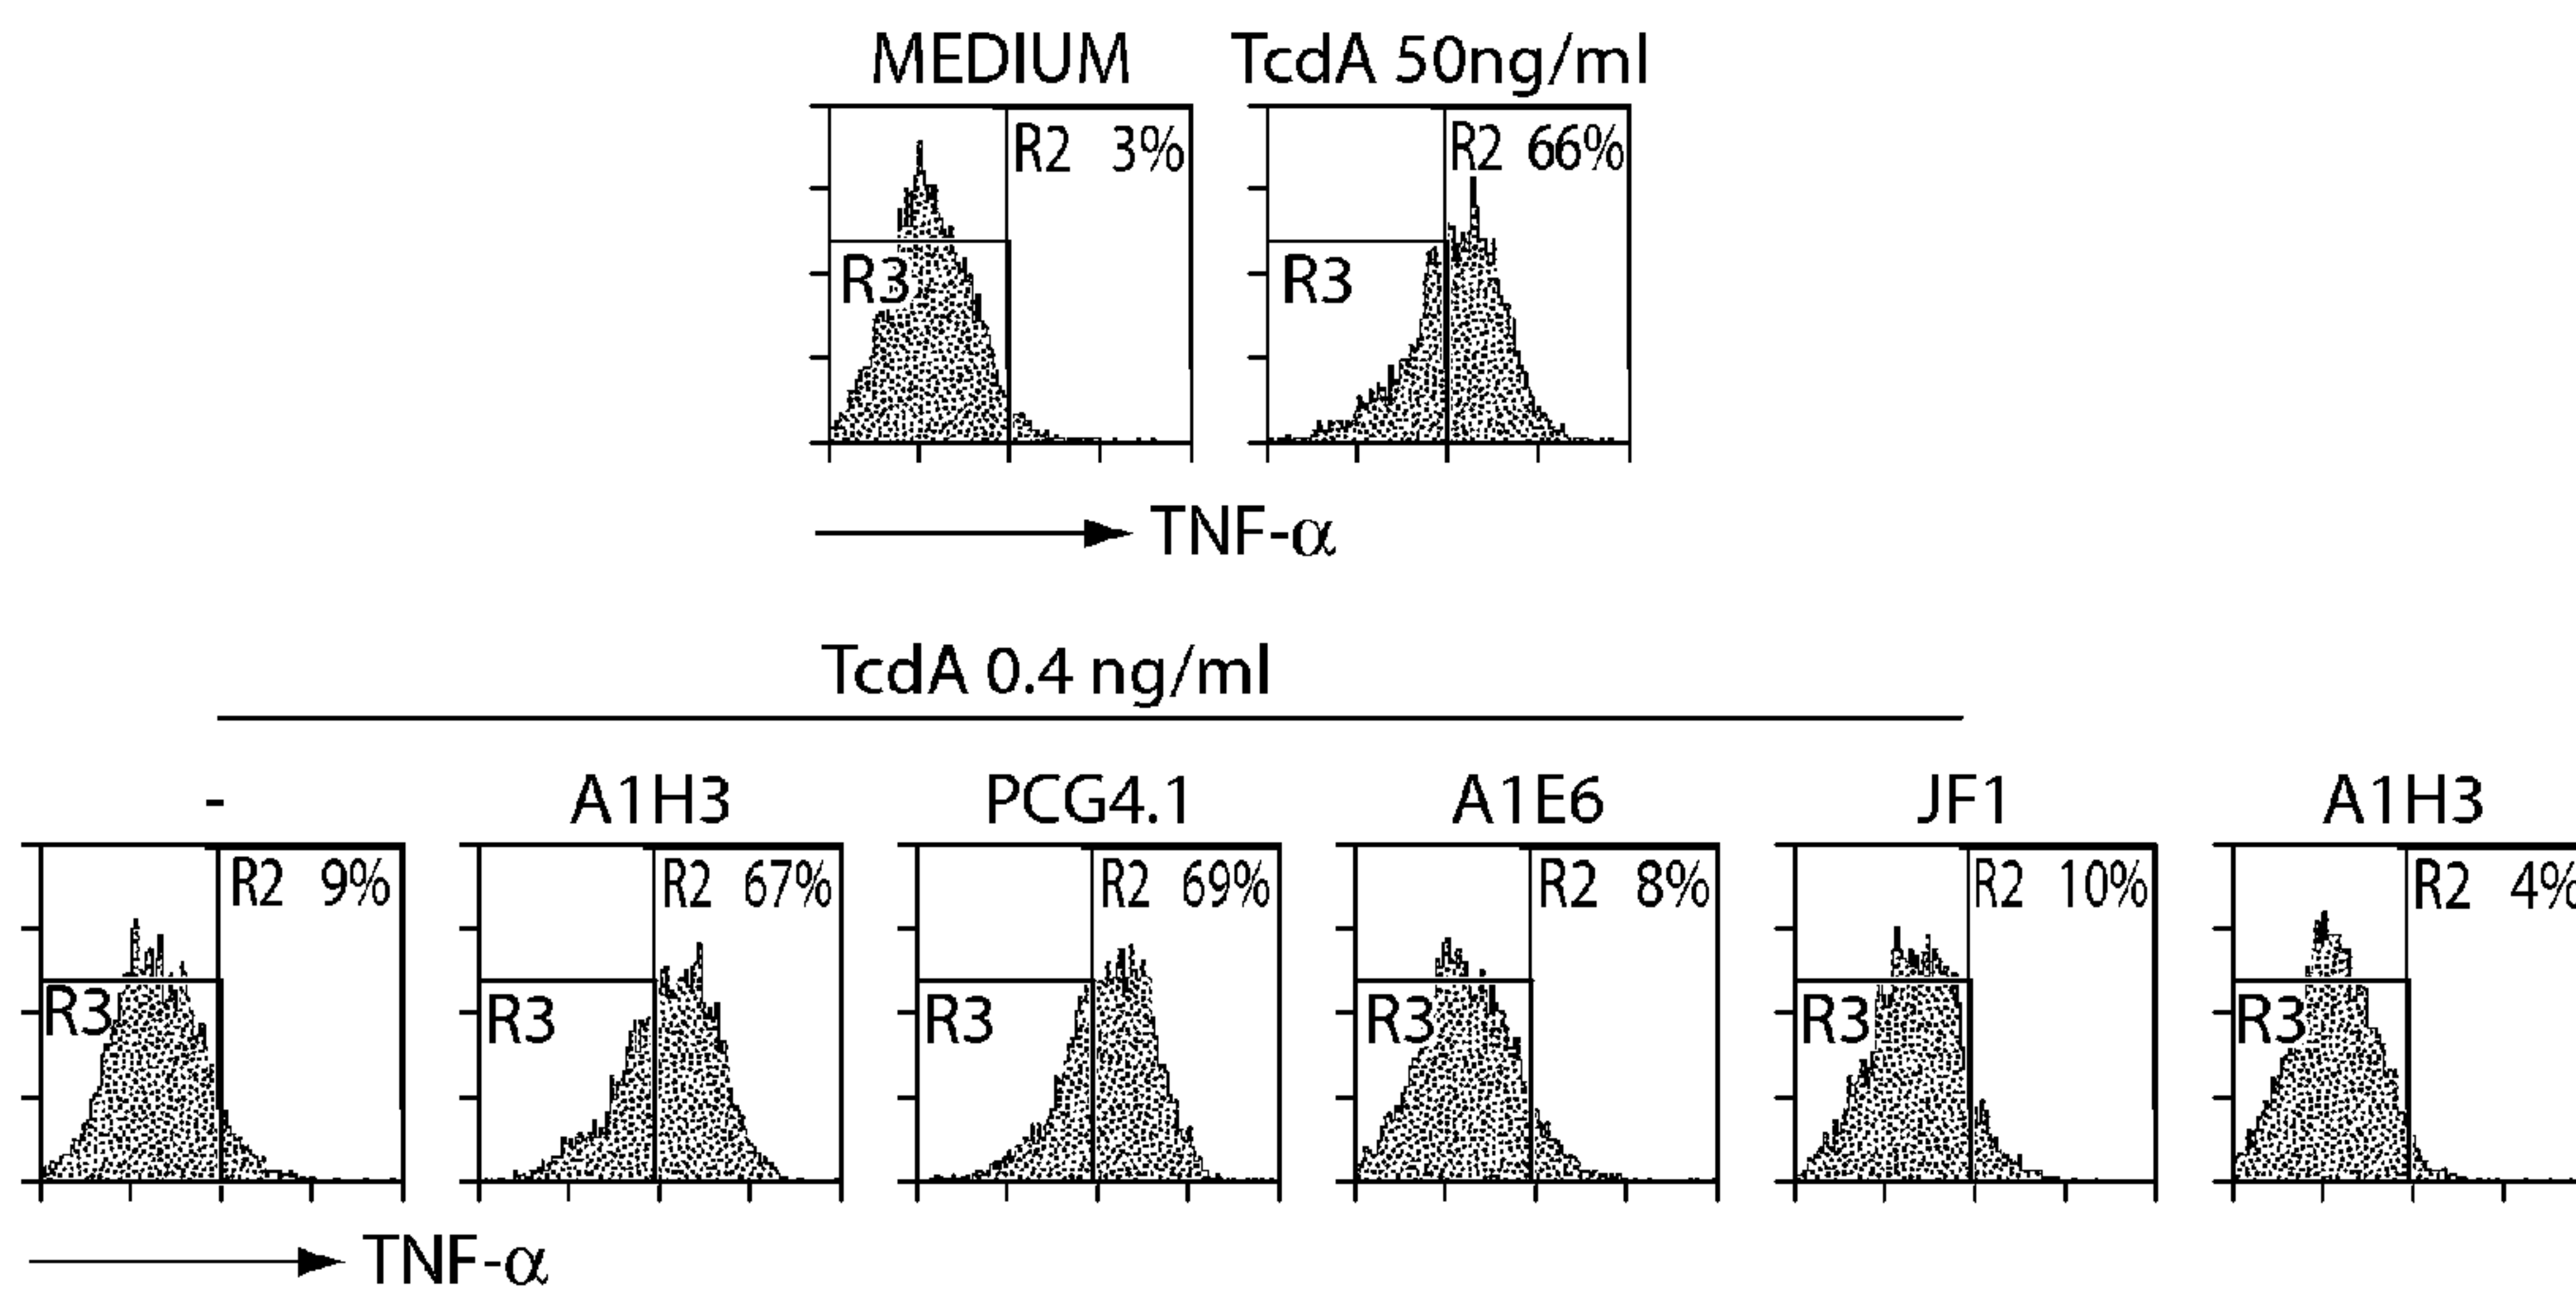 MEDIUM TcdA 50ng/ml
R2 3% R2 66%
R3 R3
TNF-α
TcdA 0.4 ng/ml
- A1H3 PCG4.1 A1E6 JF1 A1H3
R2 9% R2 67% R2 69% R2 8% R2 10% R2 4%
R3 R3 R3 R3 R3 R3
TNF-α